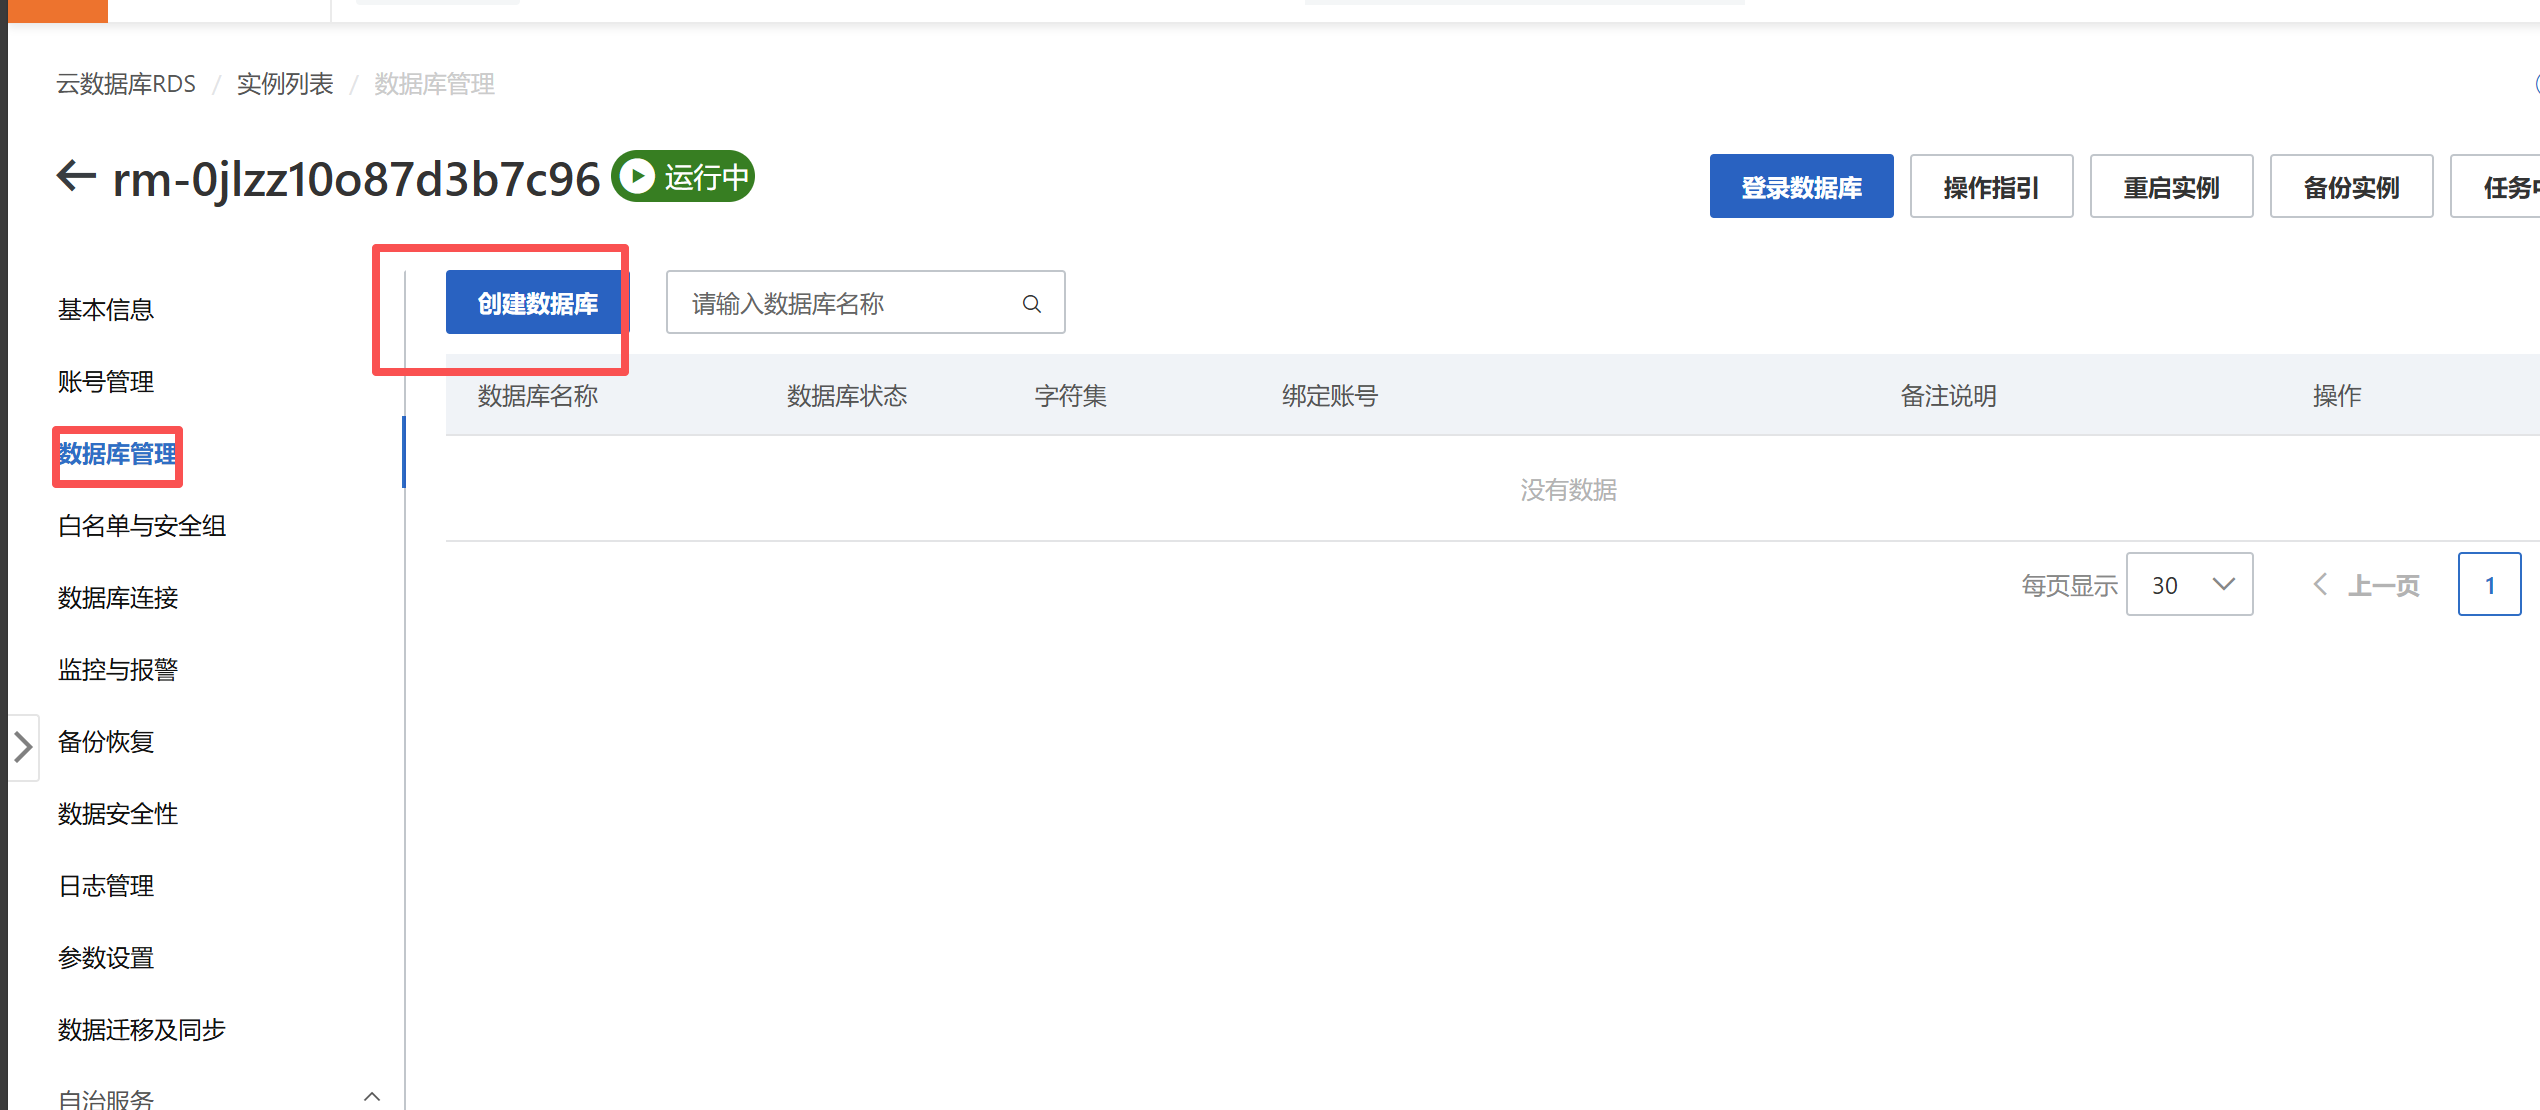 云数据库RDS / 实例列表 / 数据库管理
rm-0jlzz10o87d3b7c96 运行中
登录数据库 操作指引 重启实例 备份实例 任务
基本信息
账号管理
数据库管理
白名单与安全组
数据库连接
监控与报警
备份恢复
数据安全性
日志管理
参数设置
数据迁移及同步
自治服务
创建数据库 请输入数据库名称
数据库名称 数据库状态 字符集 绑定账号 备注说明 操作
没有数据
每页显示 30 上一页 1